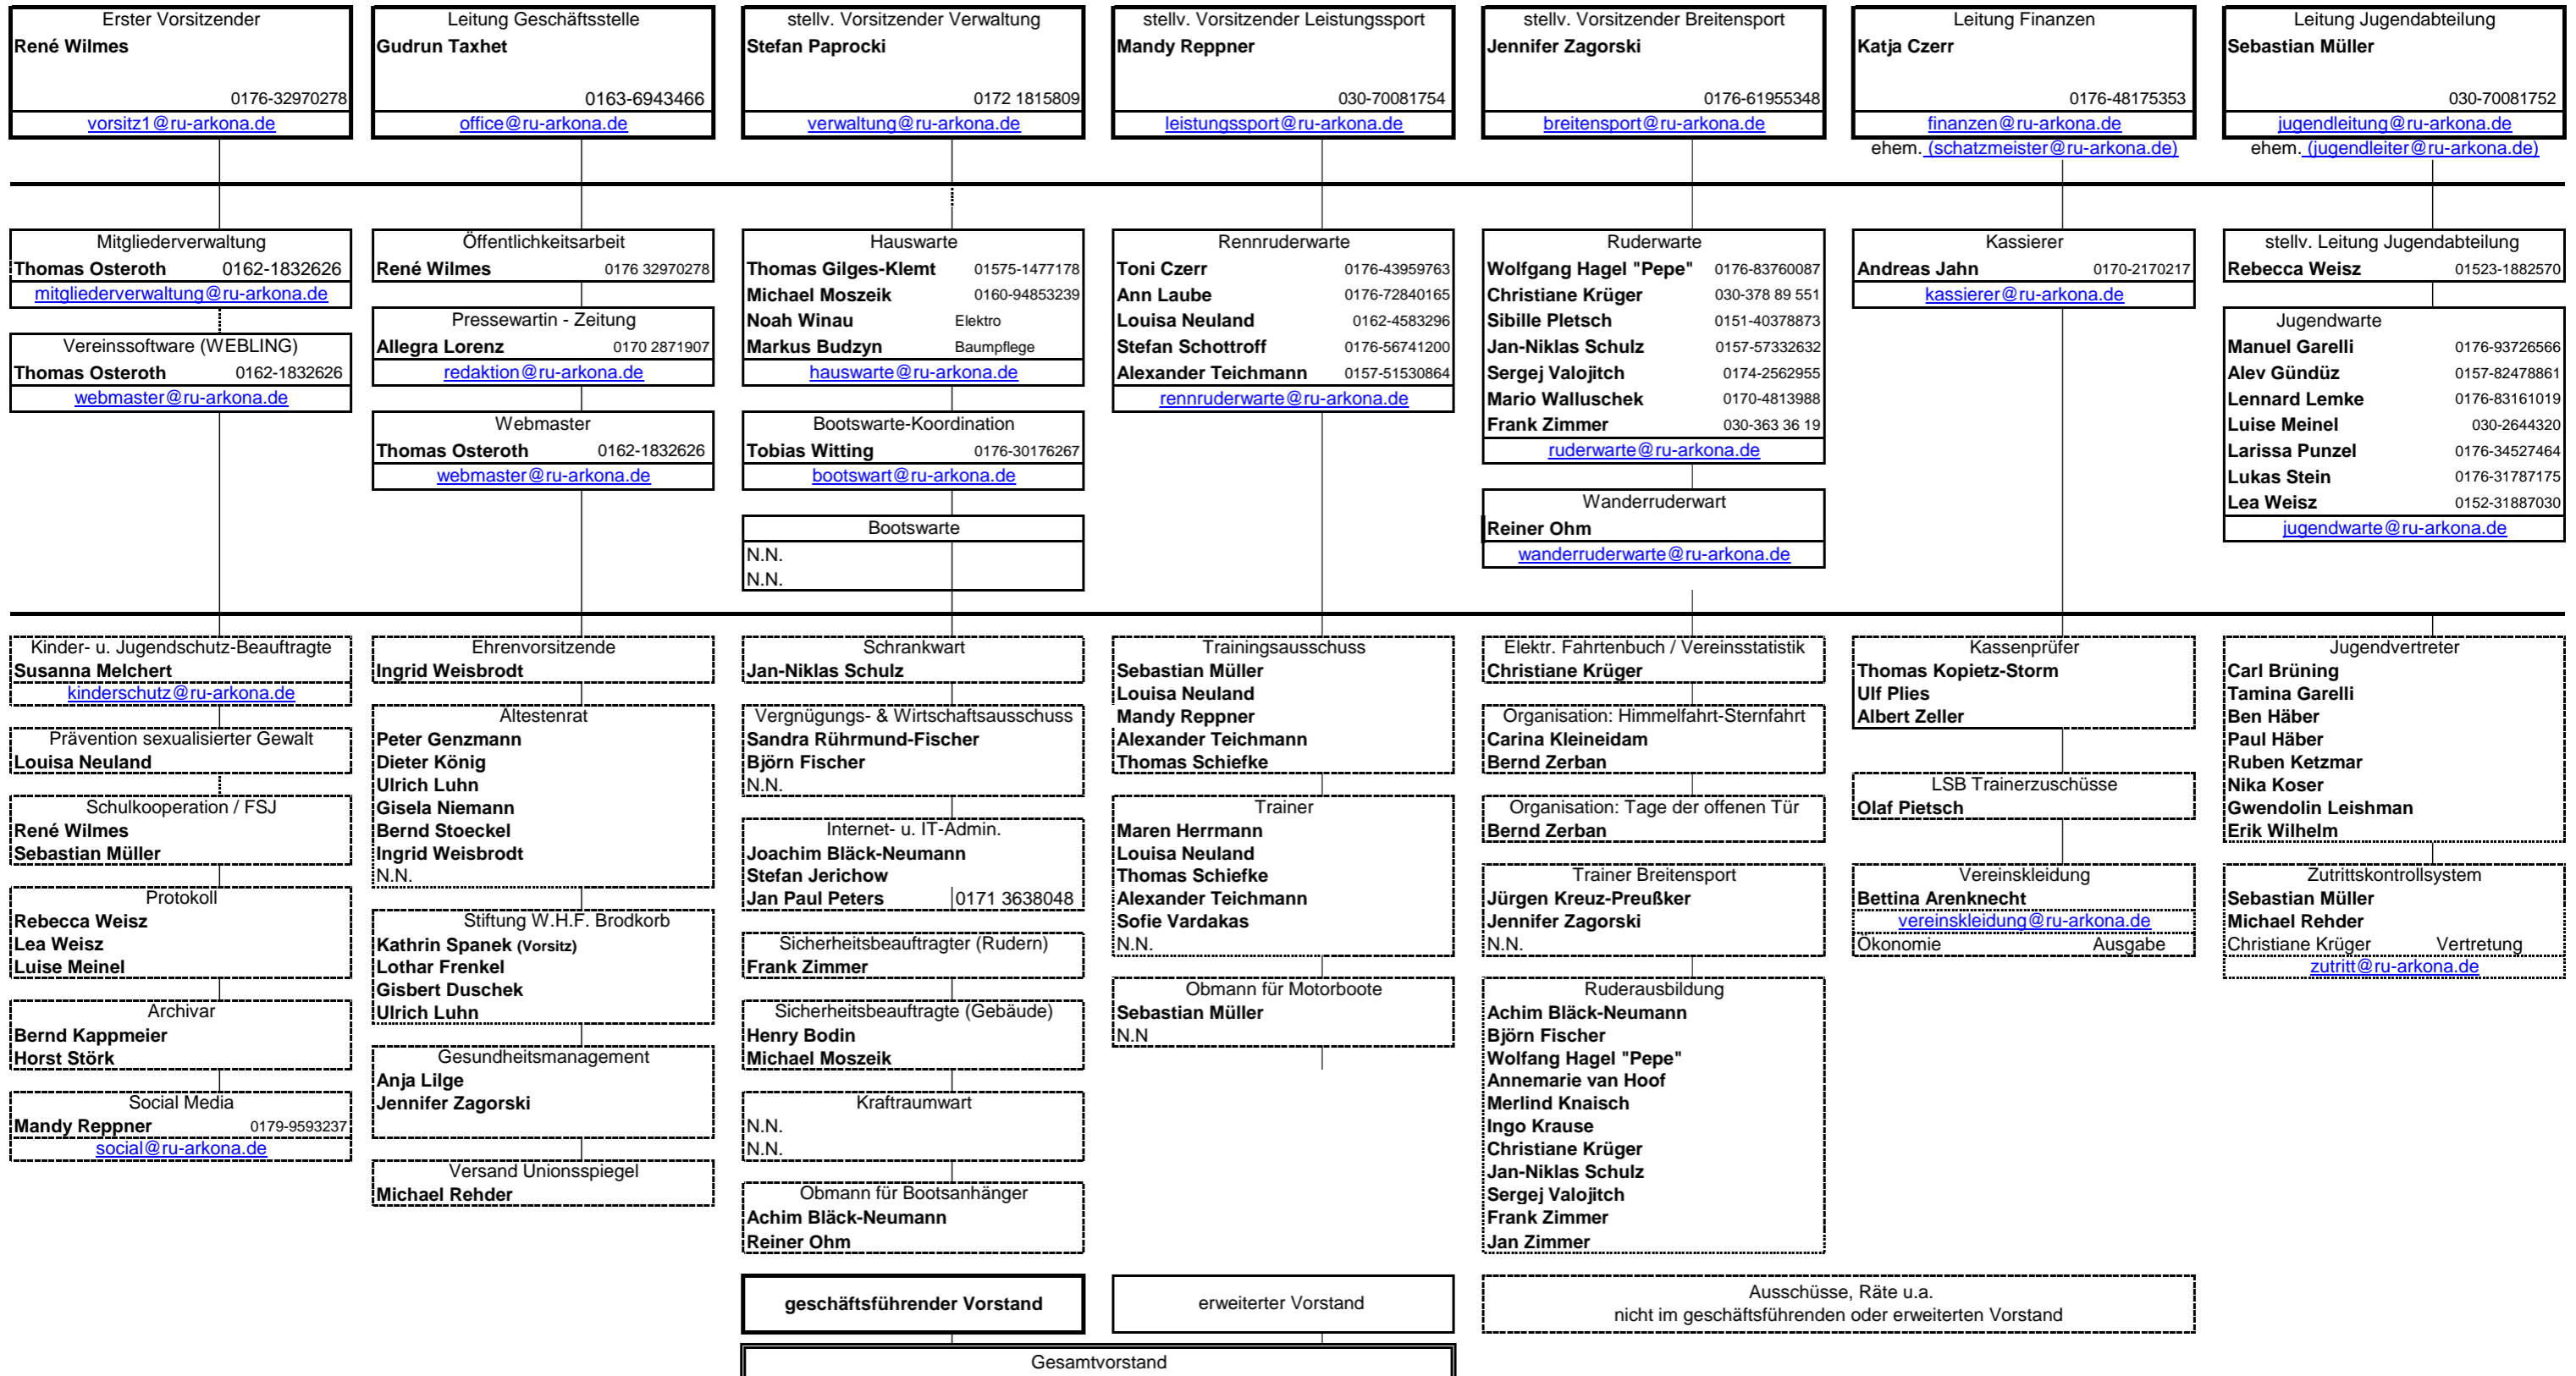 Erster Vorsitzender
René Wilmes
0176-32970278
vorsitz1@ru-arkona.de
Leitung Geschäftsstelle
Gudrun Taxhet
0163-6943466
office@ru-arkona.de
stellv. Vorsitzender Verwaltung
Stefan Paprocki
0172 1815809
verwaltung@ru-arkona.de
stellv. Vorsitzender Leistungssport
Mandy Reppner
030-70081754
leistungssport@ru-arkona.de
stellv. Vorsitzender Breitensport
Jennifer Zagorski
0176-61955348
breitensport@ru-arkona.de
Leitung Finanzen
Katja Czerr
0176-48175353
finanzen@ru-arkona.de
ehem. (schatzmeister@ru-arkona.de)
Leitung Jugendabteilung
Sebastian Müller
030-70081752
jugendleitung@ru-arkona.de
ehem. (jugendleiter@ru-arkona.de)
Mitgliederverwaltung
Thomas Osteroth 0162-1832626
mitgliederverwaltung@ru-arkona.de
Vereinssoftware (WEBLING)
Thomas Osteroth 0162-1832626
webmaster@ru-arkona.de
Öffentlichkeitsarbeit
René Wilmes 0176 32970278
Pressewartin - Zeitung
Allegra Lorenz 0170 2871907
redaktion@ru-arkona.de
Webmaster
Thomas Osteroth 0162-1832626
webmaster@ru-arkona.de
Hauswarte
Thomas Gilges-Klemt 01575-1477178
Michael Moszeik 0160-94853239
Noah Winau Elektro
Markus Budzyn Baumpflege
hauswarte@ru-arkona.de
Bootswarte-Koordination
Tobias Witting 0176-30176267
bootswart@ru-arkona.de
Bootswarte
N.N.
N.N.
Rennruderwarte
Toni Czerr 0176-43959763
Ann Laube 0176-72840165
Louisa Neuland 0162-4583296
Stefan Schottroff 0176-56741200
Alexander Teichmann 0157-51530864
rennruderwarte@ru-arkona.de
Ruderwarte
Wolfgang Hagel "Pepe" 0176-83760087
Christiane Krüger 030-378 89 551
Sibille Pletsch 0151-40378873
Jan-Niklas Schulz 0157-57332632
Sergej Valojitch 0174-2562955
Mario Walluschek 0170-4813988
Frank Zimmer 030-363 36 19
ruderwarte@ru-arkona.de
Wanderruderwart
Reiner Ohm
wanderruderwarte@ru-arkona.de
Kassierer
Andreas Jahn 0170-2170217
kassierer@ru-arkona.de
stellv. Leitung Jugendabteilung
Rebecca Weisz 01523-1882570
Jugendwarte
Manuel Garelli 0176-93726566
Alev Gündüz 0157-82478861
Lennard Lemke 0176-83161019
Luise Meinel 030-2644320
Larissa Punzel 0176-34527464
Lukas Stein 0176-31787175
Lea Weisz 0152-31887030
jugendwarte@ru-arkona.de
Kinder- u. Jugendschutz-Beauftragte
Susanna Melchert
kinderschutz@ru-arkona.de
Prävention sexualisierter Gewalt
Louisa Neuland
Schulkooperation / FSJ
René Wilmes
Sebastian Müller
Protokoll
Rebecca Weisz
Lea Weisz
Luise Meinel
Archivar
Bernd Kappmeier
Horst Störk
Social Media
Mandy Reppner 0179-9593237
social@ru-arkona.de
Ehrenvorsitzende
Ingrid Weisbrodt
Ältestenrat
Peter Genzmann
Dieter König
Ulrich Luhn
Gisela Niemann
Bernd Stoeckel
Ingrid Weisbrodt
N.N.
Stiftung W.H.F. Brodkorb
Kathrin Spanek (Vorsitz)
Lothar Frenkel
Gisbert Duschek
Ulrich Luhn
Gesundheitsmanagement
Anja Lilge
Jennifer Zagorski
Versand Unionsspiegel
Michael Rehder
Schrankwart
Jan-Niklas Schulz
Vergnügungs- & Wirtschaftsausschuss
Sandra Rührmund-Fischer
Björn Fischer
N.N.
Internet- u. IT-Admin.
Joachim Bläck-Neumann
Stefan Jerichow
Jan Paul Peters 0171 3638048
Sicherheitsbeauftragter (Rudern)
Frank Zimmer
Sicherheitsbeauftragte (Gebäude)
Henry Bodin
Michael Moszeik
Kraftraumwart
N.N.
N.N.
Obmann für Bootsanhänger
Achim Bläck-Neumann
Reiner Ohm
Trainingsausschuss
Sebastian Müller
Louisa Neuland
Mandy Reppner
Alexander Teichmann
Thomas Schiefke
Trainer
Maren Herrmann
Louisa Neuland
Thomas Schiefke
Alexander Teichmann
Sofie Vardakas
N.N.
Obmann für Motorboote
Sebastian Müller
N.N
Elektr. Fahrtenbuch / Vereinsstatistik
Christiane Krüger
Organisation: Himmelfahrt-Sternfahrt
Carina Kleineidam
Bernd Zerban
Organisation: Tage der offenen Tür
Bernd Zerban
Trainer Breitensport
Jürgen Kreuz-Preußker
Jennifer Zagorski
N.N.
Ruderausbildung
Achim Bläck-Neumann
Björn Fischer
Wolfang Hagel "Pepe"
Annemarie van Hoof
Merlind Knaisch
Ingo Krause
Christiane Krüger
Jan-Niklas Schulz
Sergej Valojitch
Frank Zimmer
Jan Zimmer
Kassenprüfer
Thomas Kopietz-Storm
Ulf Plies
Albert Zeller
LSB Trainerzuschüsse
Olaf Pietsch
Vereinskleidung
Bettina Arenknecht
vereinskleidung@ru-arkona.de
Ökonomie Ausgabe
Jugendvertreter
Carl Brüning
Tamina Garelli
Ben Häber
Paul Häber
Ruben Ketzmar
Nika Koser
Gwendolin Leishman
Erik Wilhelm
Zutrittskontrollsystem
Sebastian Müller
Michael Rehder
Christiane Krüger Vertretung
zutritt@ru-arkona.de
geschäftsführender Vorstand
erweiterter Vorstand
Ausschüsse, Räte u.a.
nicht im geschäftsführenden oder erweiterten Vorstand
Gesamtvorstand